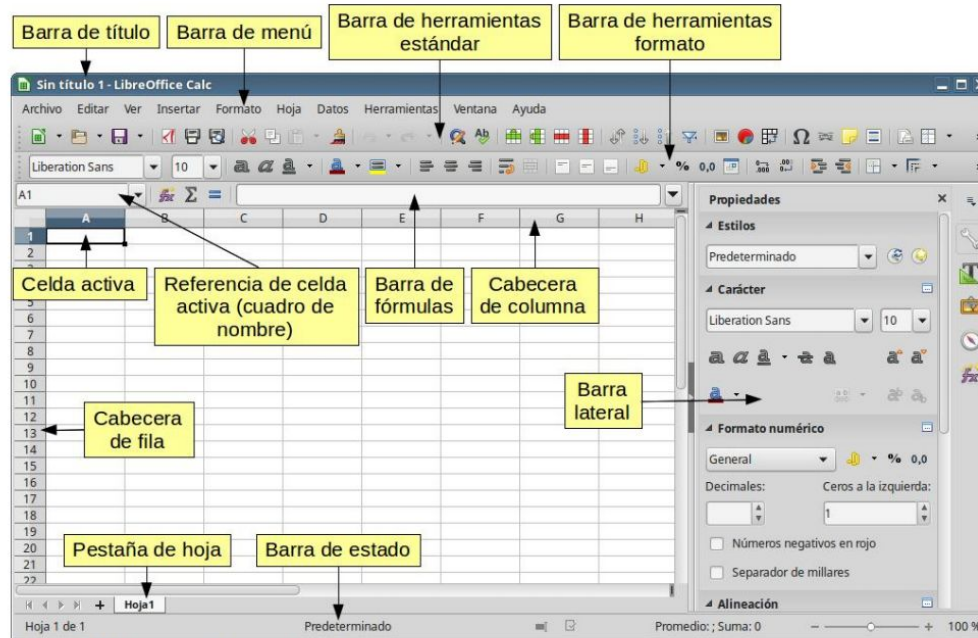 Barra de título
Barra de menú
Barra de herramientas
estándar
Barra de herramientas
formato
Sin título 1 - LibreOffice Calc
Archivo Editar Ver Insertar Formato Hoja Datos Herramientas Ventana Ayuda
Liberation Sans 10 % 0,0
A1
A B C D E F G H
1
2
Celda activa
Referencia de celda
activa (cuadro de
nombre)
Barra de
fórmulas
Cabecera
de columna
5
6
7
8
9
10
11
12
13
14
15
16
17
18
19
20
21
22
Cabecera
de fila
Barra
lateral
Pestaña de hoja
Barra de estado
Propiedades
Estilos
Predeterminado
Carácter
Liberation Sans 10
Formato numérico
General % 0,0
Decimales: Ceros a la izquierda:
1
Números negativos en rojo
Separador de millares
Alineación
Hoja1
Hoja 1 de 1 Predeterminado Promedio: ; Suma: 0 100 %